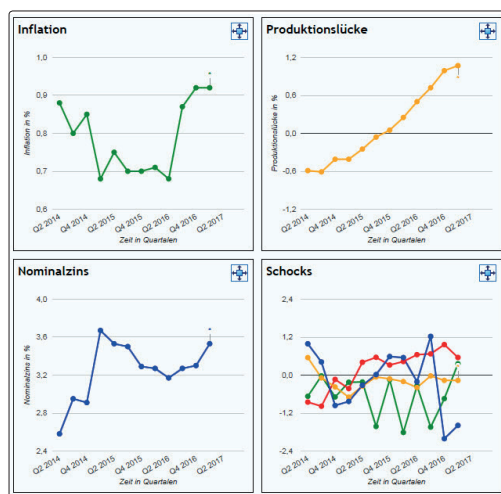 Inflation
1,0
0,9
0,8
0,7
0,6
Inflation in %
Q2 2014
Q4 2014
Q2 2015
Q4 2015
Q2 2016
Q4 2016
Q2 2017
Zeit in Quartalen
Produktionslücke
1,2
0,6
0,0
-0,6
-1,2
Produktionslücke in %
Q2 2014
Q4 2014
Q2 2015
Q4 2015
Q2 2016
Q4 2016
Q2 2017
Zeit in Quartalen
Nominalzins
4,0
3,6
3,2
2,8
2,4
Nominalzins in %
Q2 2014
Q4 2014
Q2 2015
Q4 2015
Q2 2016
Q4 2016
Q2 2017
Zeit in Quartalen
Schocks
2,4
1,2
0,0
-1,2
-2,4
Q2 2014
Q4 2014
Q2 2015
Q4 2015
Q2 2016
Q4 2016
Q2 2017
Zeit in Quartalen